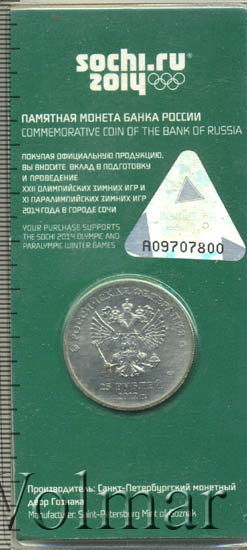 sochi.ru
2014
ПАМЯТНАЯ МОНЕТА БАНКА РОССИИ
COMMEMORATIVE COIN OF THE BANK OF RUSSIA
ПОКУПАЯ ОФИЦИАЛЬНУЮ ПРОДУКЦИЮ,
ВЫ ВНОСИТЕ ВКЛАД В ПОДГОТОВКУ
И ПРОВЕДЕНИЕ
XXII ОЛИМПИЙСКИХ ЗИМНИХ ИГР И
XI ПАРАЛИМПИЙСКИХ ЗИМНИХ ИГР
2014 ГОДА В ГОРОДЕ СОЧИ
YOUR PURCHASE SUPPORTS
THE SOCHI 2014 OLYMPIC AND
PARALYMPIC WINTER GAMES
A09707800
РОССИЙСКАЯ ФЕДЕРАЦИЯ
25 РУБЛЕЙ
2012 г.
Производитель: Санкт-Петербургский монетный
двор Гознака
Manufacturer: Saint-Petersburg Mint of Goznak
Volmar